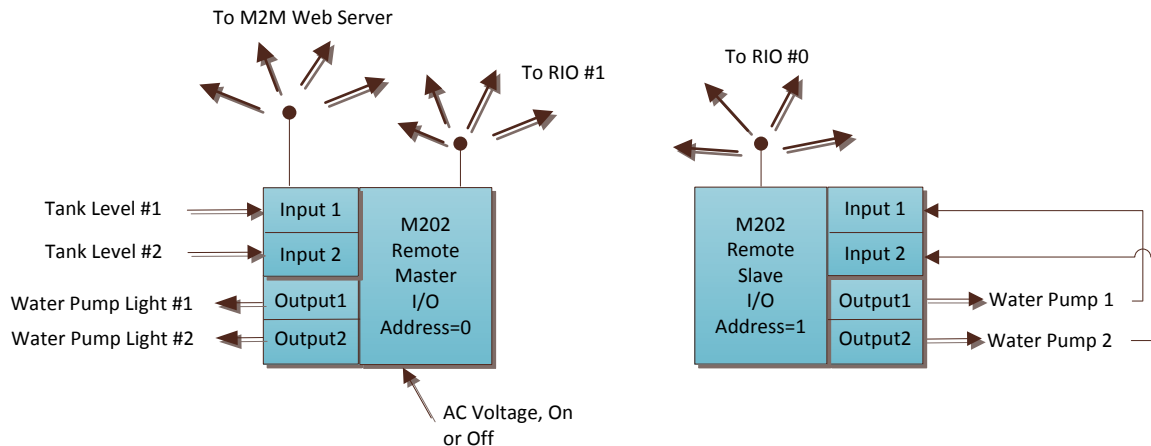 To M2M Web Server
To RIO #1
To RIO #0
Tank Level #1
Tank Level #2
Water Pump Light #1
Water Pump Light #2
Input 1
Input 2
Output1
Output2
M202
Remote
Master
I/O
Address=0
AC Voltage, On
or Off
M202
Remote
Slave
I/O
Address=1
Input 1
Input 2
Output1
Output2
Water Pump 1
Water Pump 2